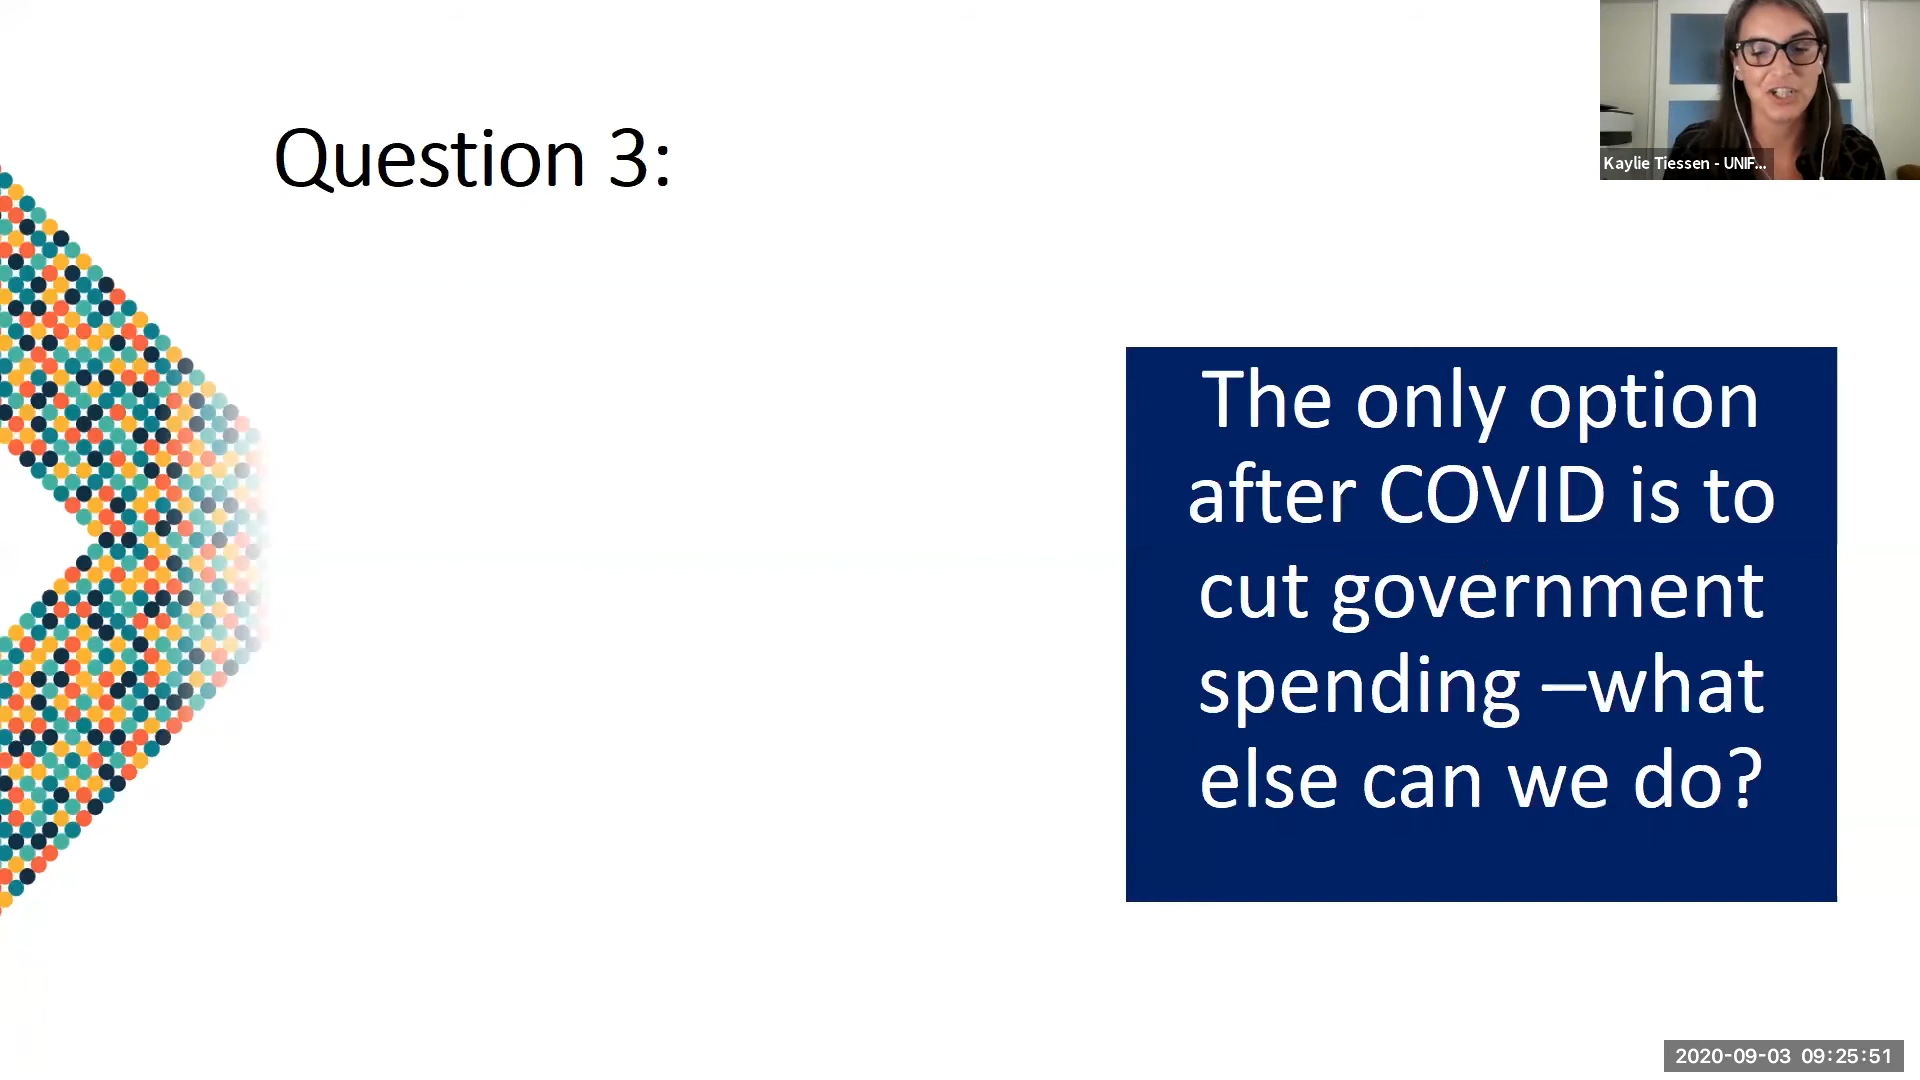 Question 3:
Kaylie Tiessen - UNIF...
The only option
after COVID is to
cut government
spending –what
else can we do?
2020-09-03 09:25:51